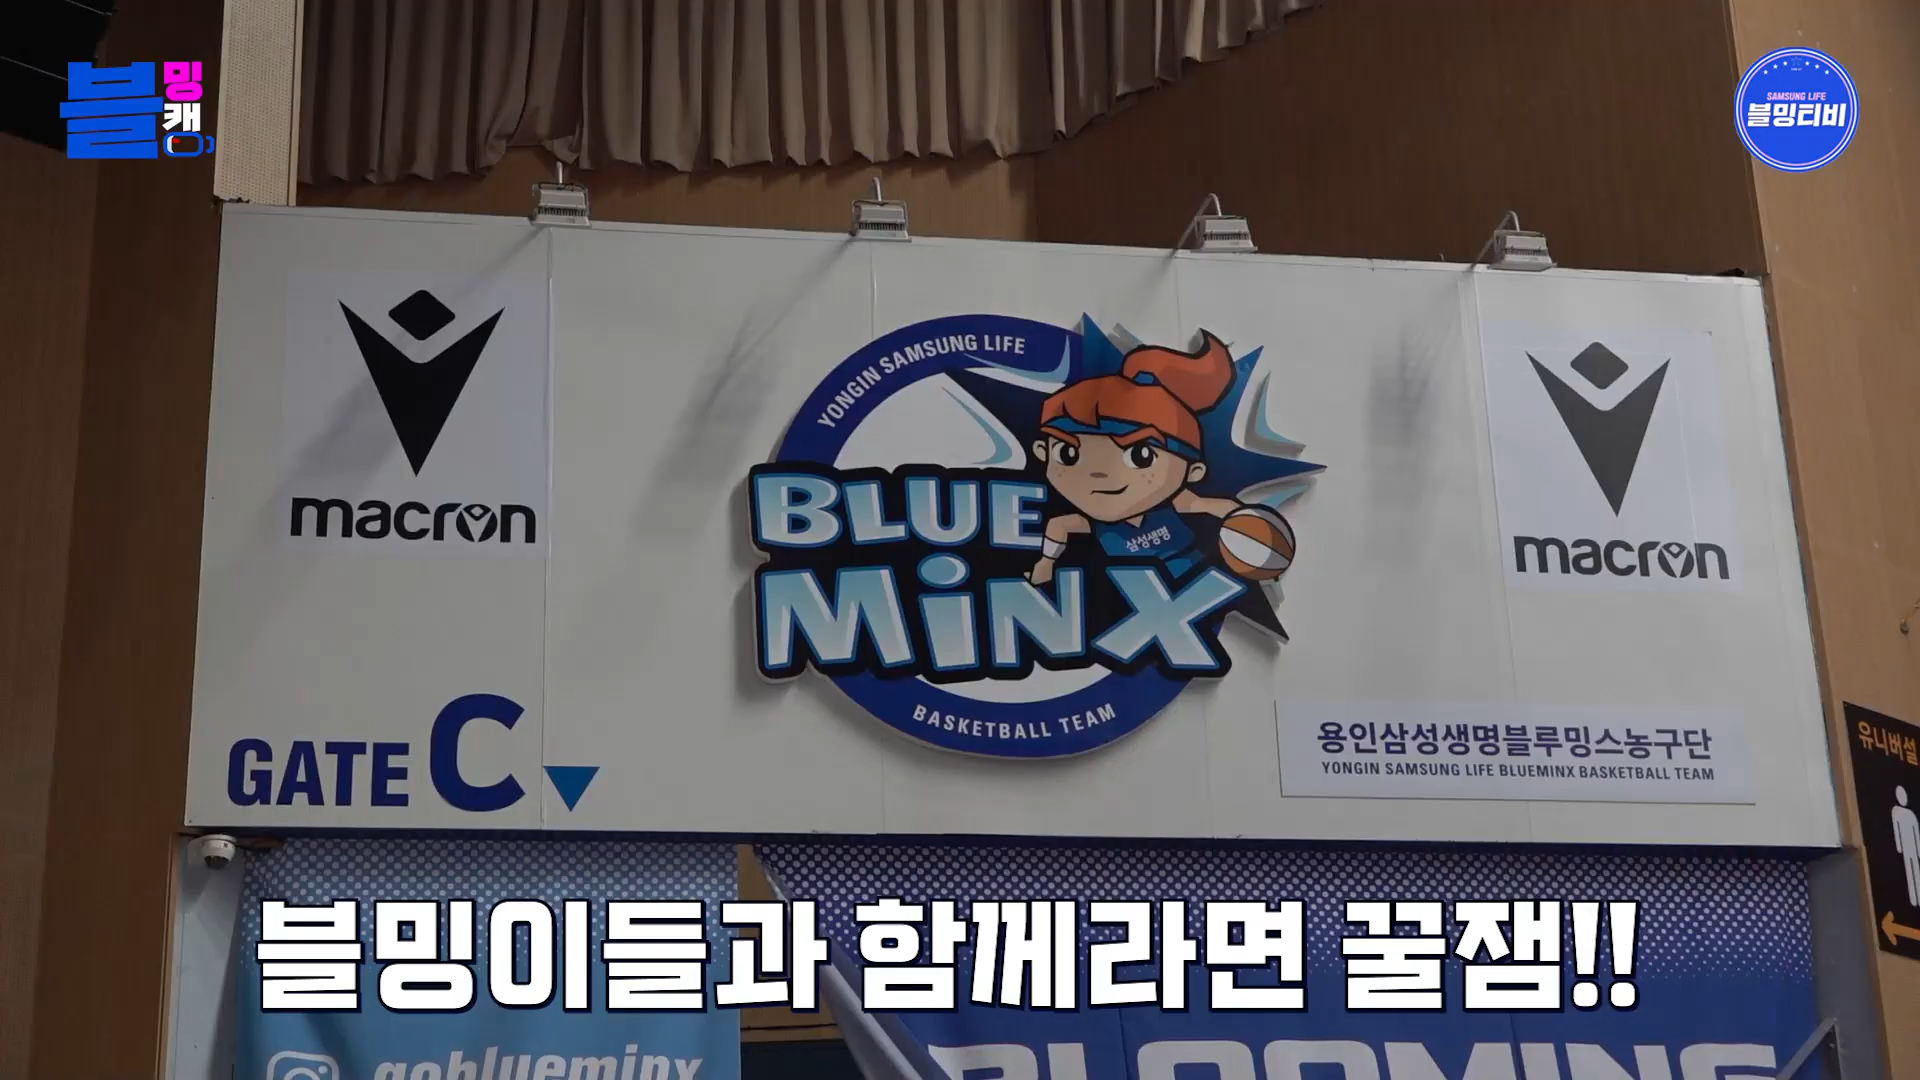 블밍캠
SAMSUNG LIFE
블밍티비
macron
YONGIN SAMSUNG LIFE
BLUE
MINX
삼성생명
BASKETBALL TEAM
macron
GATE C
용인삼성생명블루밍스농구단
YONGIN SAMSUNG LIFE BLUEMINX BASKETBALL TEAM
유니버설
블밍이들과 함께라면 꿀잼!!
goblueminx
BLOOMING